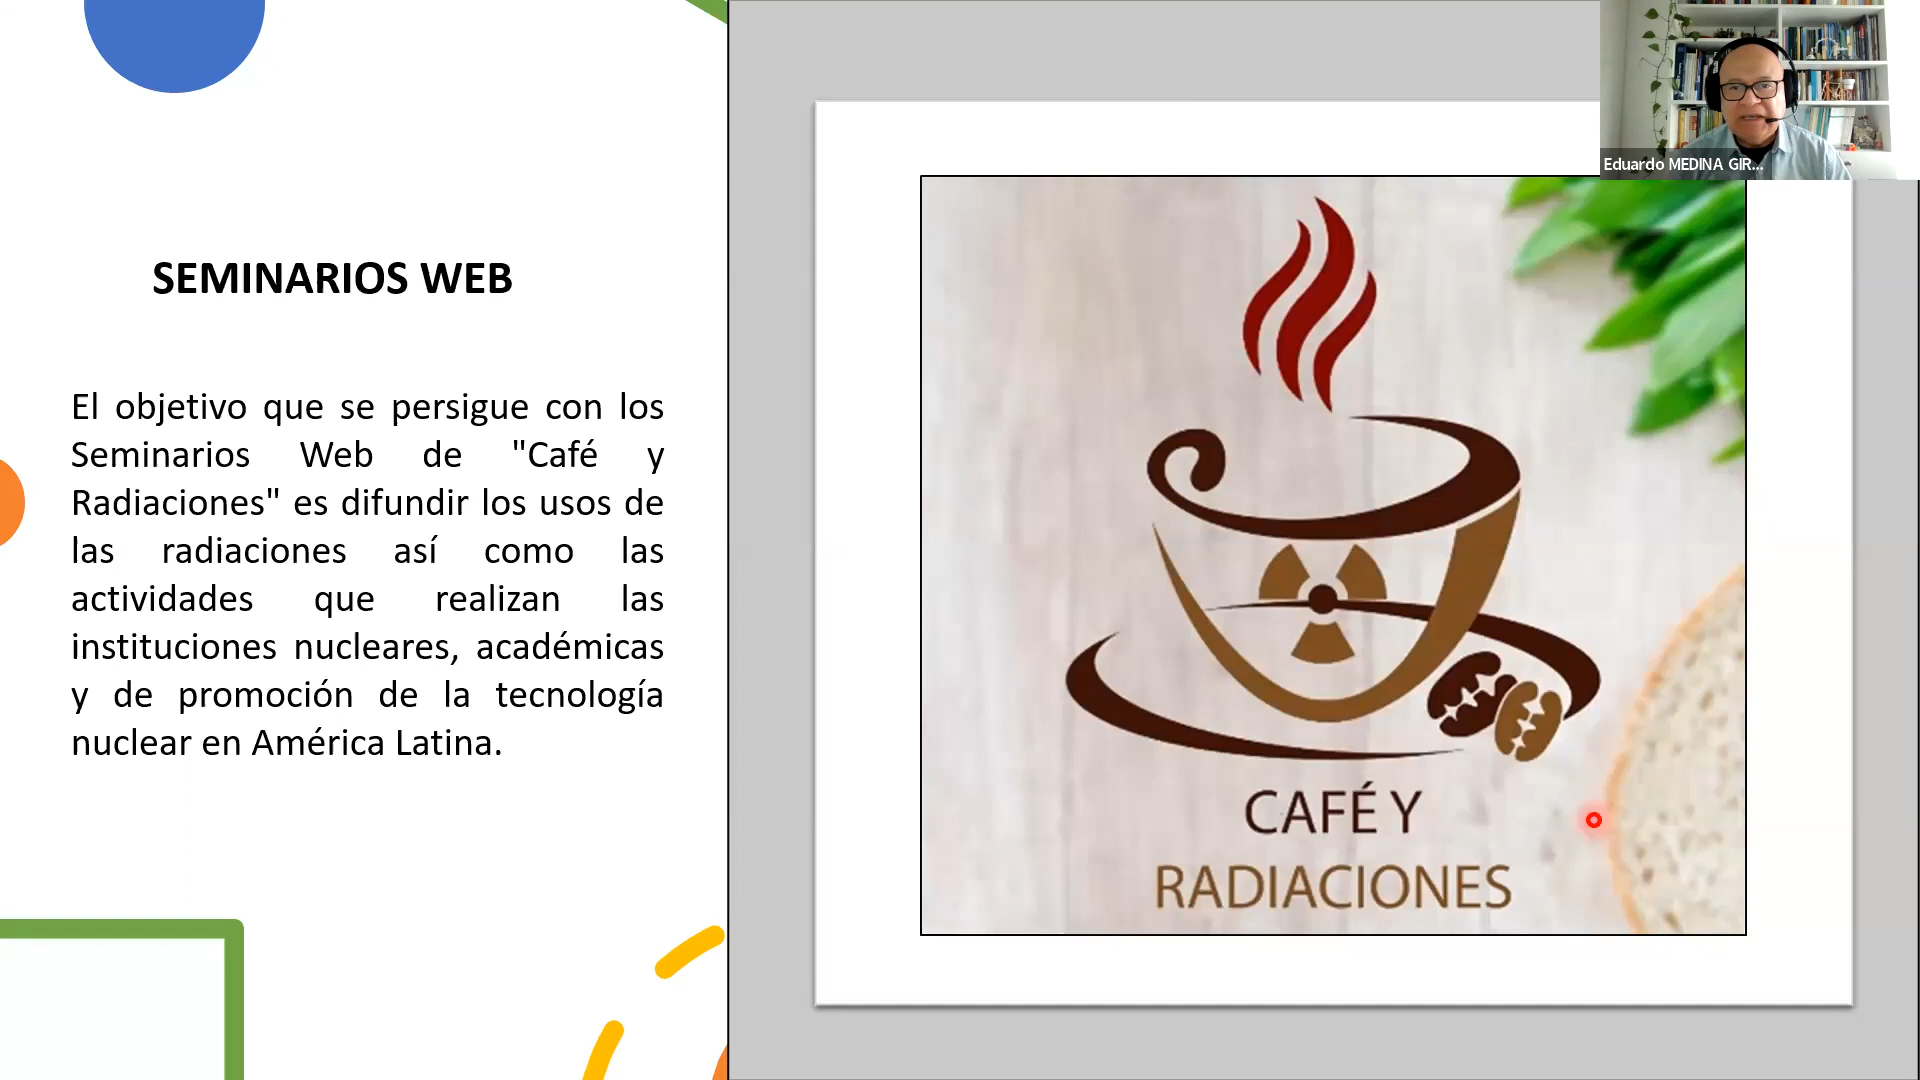 SEMINARIOS WEB
El objetivo que se persigue con los
Seminarios Web de "Café y
Radiaciones" es difundir los usos de
las radiaciones así como las
actividades que realizan las
instituciones nucleares, académicas
y de promoción de la tecnología
nuclear en América Latina.
Eduardo MEDINA GIR...
CAFÉ Y
RADIACIONES